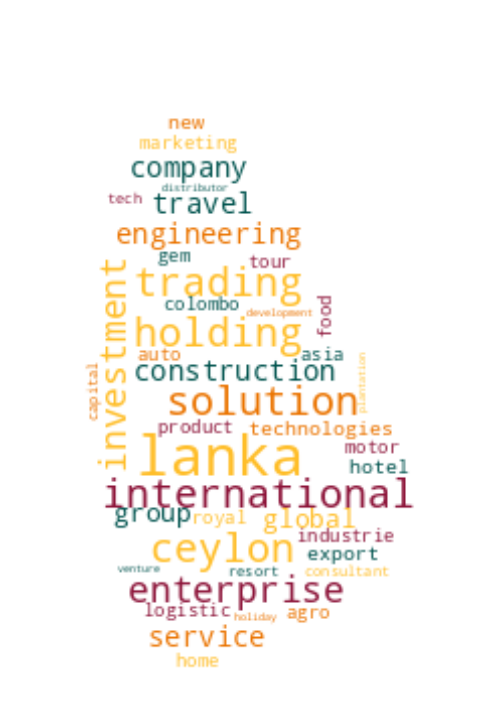 new
marketing
company
distributor
tech travel
engineering
gem
tour
trading
investment
colombo
development
food
holding
auto
asia
construction
capital
plantation
solution
product technologies
lanka
motor
hotel
international
group royal global
industrie
ceylon
export
venture
resort
consultant
enterprise
logistic holiday agro
service
home